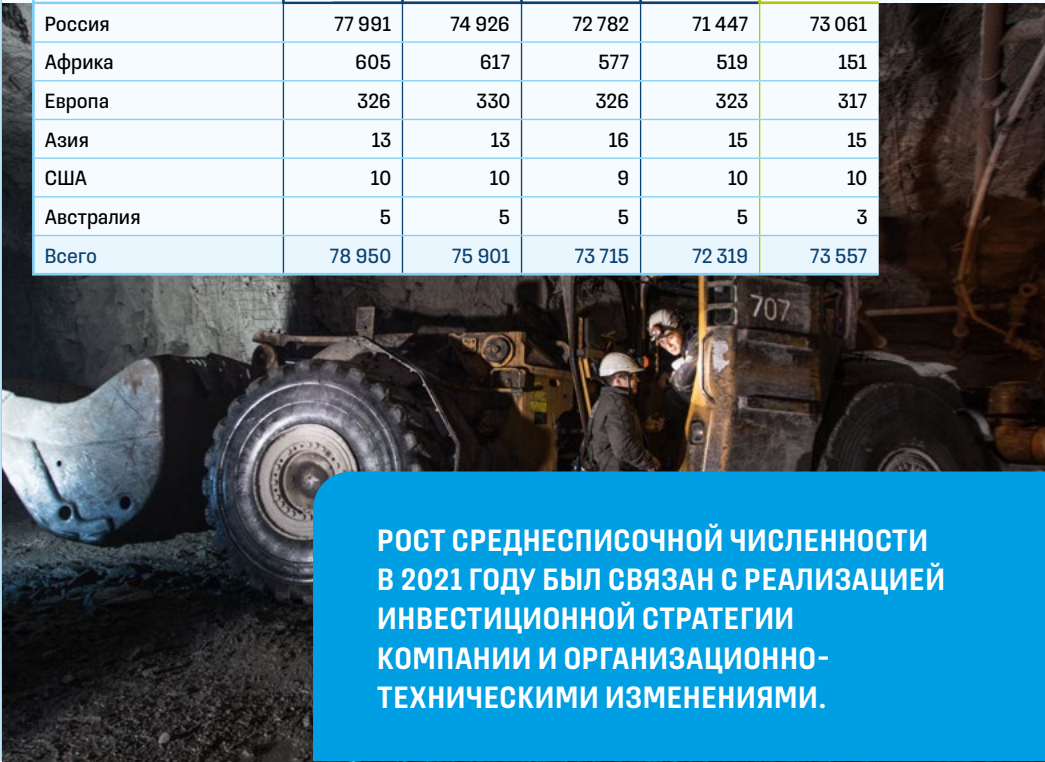 Россия 77 991 74 926 72 782 71 447 73 061
Африка 605 617 577 519 151
Европа 326 330 326 323 317
Азия 13 13 16 15 15
США 10 10 9 10 10
Австралия 5 5 5 5 3
Всего 78 950 75 901 73 715 72 319 73 557
707
РОСТ СРЕДНЕСПИСОЧНОЙ ЧИСЛЕННОСТИ
В 2021 ГОДУ БЫЛ СВЯЗАН С РЕАЛИЗАЦИЕЙ
ИНВЕСТИЦИОННОЙ СТРАТЕГИИ
КОМПАНИИ И ОРГАНИЗАЦИОННО-
ТЕХНИЧЕСКИМИ ИЗМЕНЕНИЯМИ.